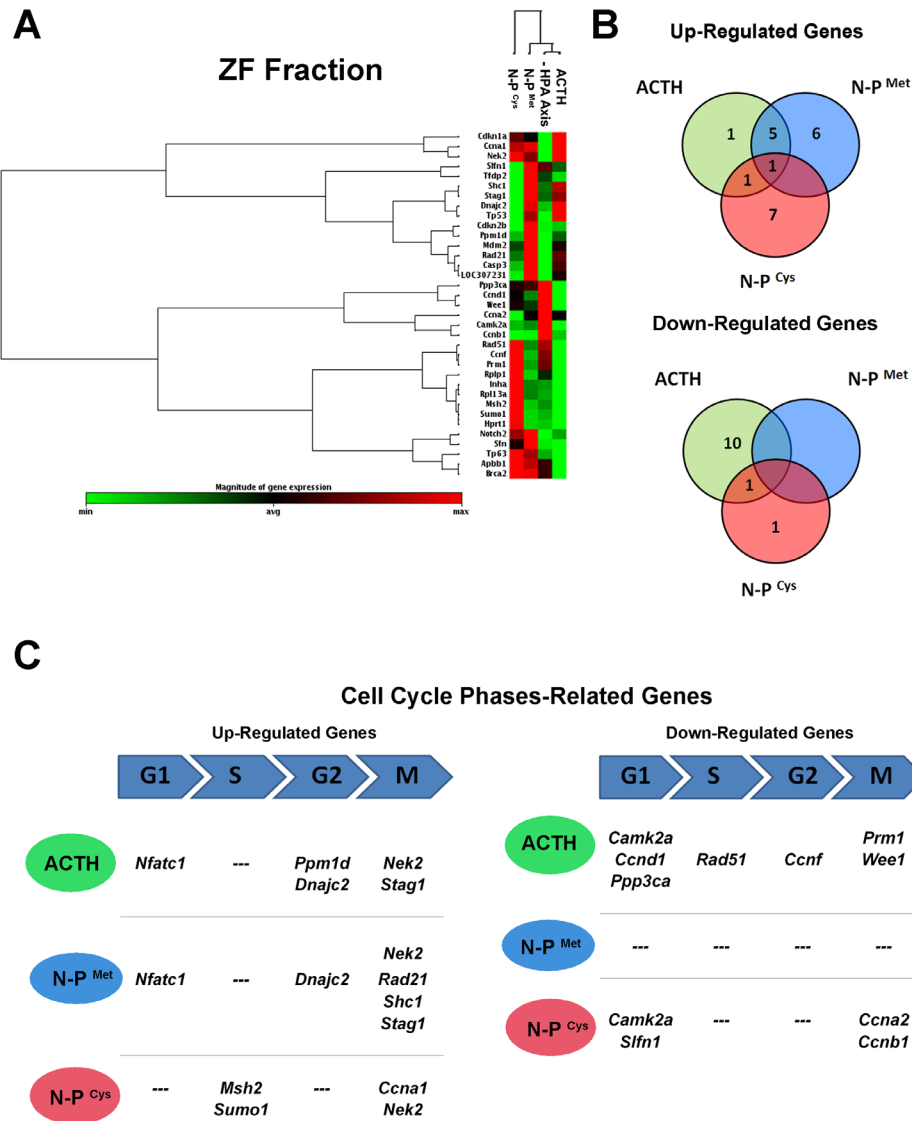 A
ZF Fraction
N-P Cys
N-P Met
- HPA Axis
ACTH
Cdkn1a
Ccna1
Nek2
Slfn1
Tfdp2
Shc1
Stag1
Dnajc2
Tp53
Cdkn2b
Ppm1d
Mdm2
Rad21
Casp3
LOC307231
Ppp3ca
Ccnd1
Wee1
Ccna2
Camk2a
Ccnb1
Rad51
Ccnf
Prm1
Rplp1
Inha
Rpl13a
Msh2
Sumo1
Hprt1
Notch2
Sfn
Tp63
Apbb1
Brca2
Magnitude of gene expression
min avg max
B
Up-Regulated Genes
ACTH N-P Met
1 5 6
1 1
7
N-P Cys
Down-Regulated Genes
ACTH N-P Met
10
1
1
N-P Cys
C
Cell Cycle Phases-Related Genes
Up-Regulated Genes
G1 S G2 M
ACTH Nfatc1 --- Ppm1d Nek2
Dnajc2 Stag1
Nek2
N-P Met Nfatc1 --- Dnajc2 Rad21
Shc1
Stag1
N-P Cys --- Msh2 --- Ccna1
Sumo1 Nek2
Down-Regulated Genes
G1 S G2 M
ACTH Camk2a Prm1
Ccnd1 Rad51 Ccnf Wee1
Ppp3ca
N-P Met --- --- --- ---
N-P Cys Camk2a --- --- Ccna2
Slfn1 Ccnb1